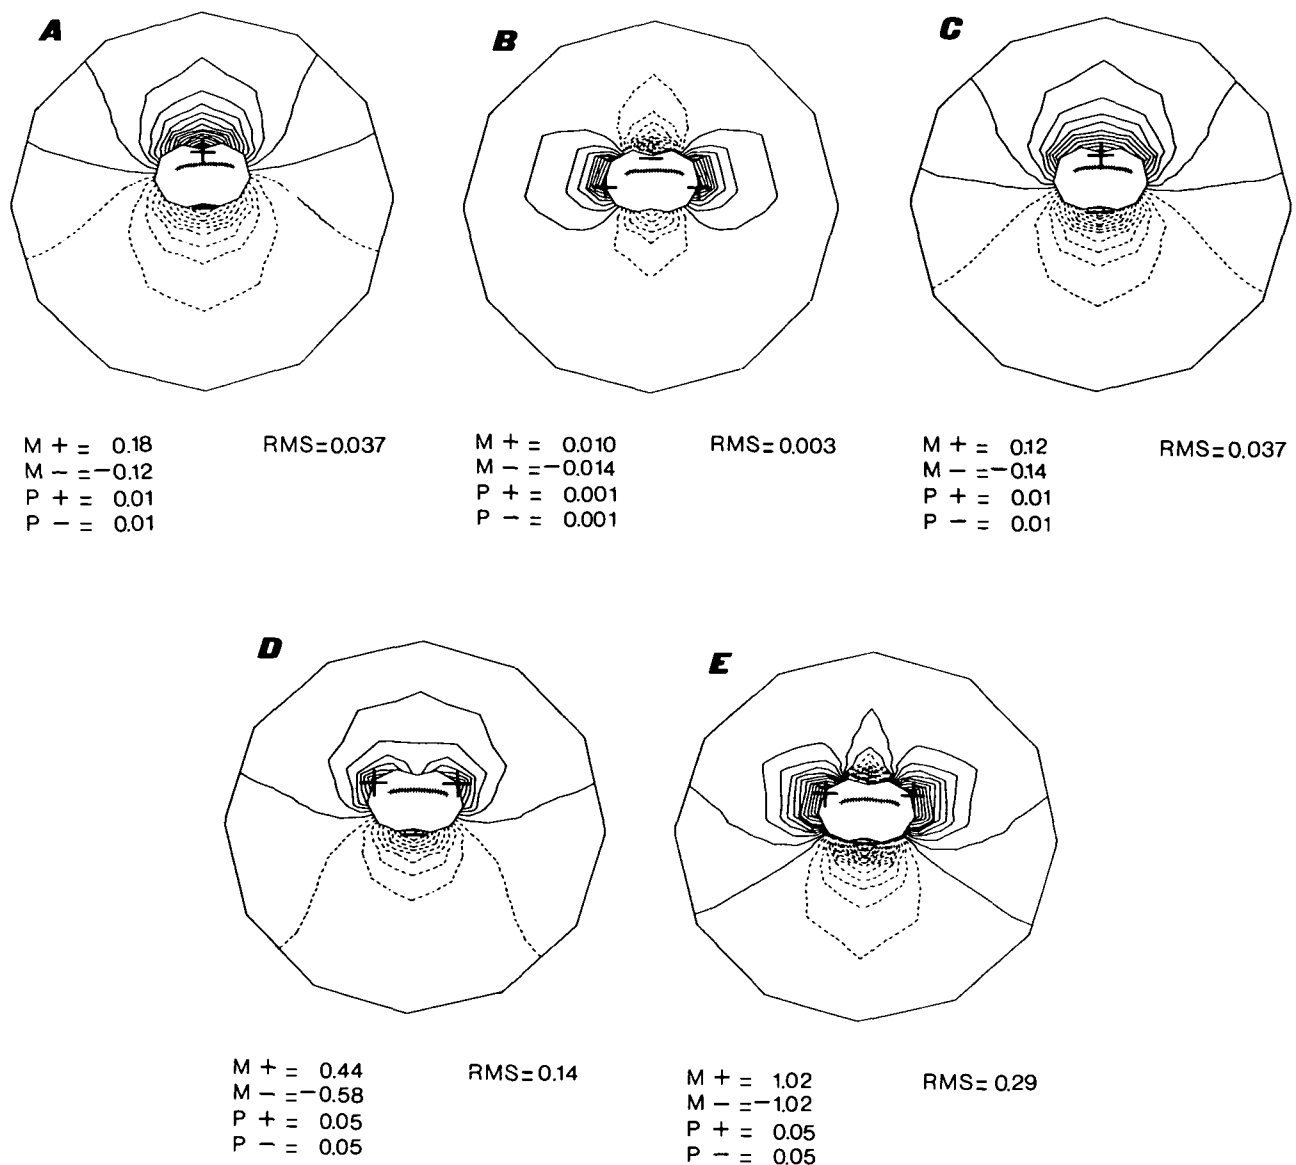 A
B
C
M + = 0.18
M − = −0.12
P + = 0.01
P − = 0.01
RMS = 0.037
M + = 0.010
M − = −0.014
P + = 0.001
P − = 0.001
RMS = 0.003
M + = 0.12
M − = −0.14
P + = 0.01
P − = 0.01
RMS = 0.037
D
E
M + = 0.44
M − = −0.58
P + = 0.05
P − = 0.05
RMS = 0.14
M + = 1.02
M − = −1.02
P + = 0.05
P − = 0.05
RMS = 0.29